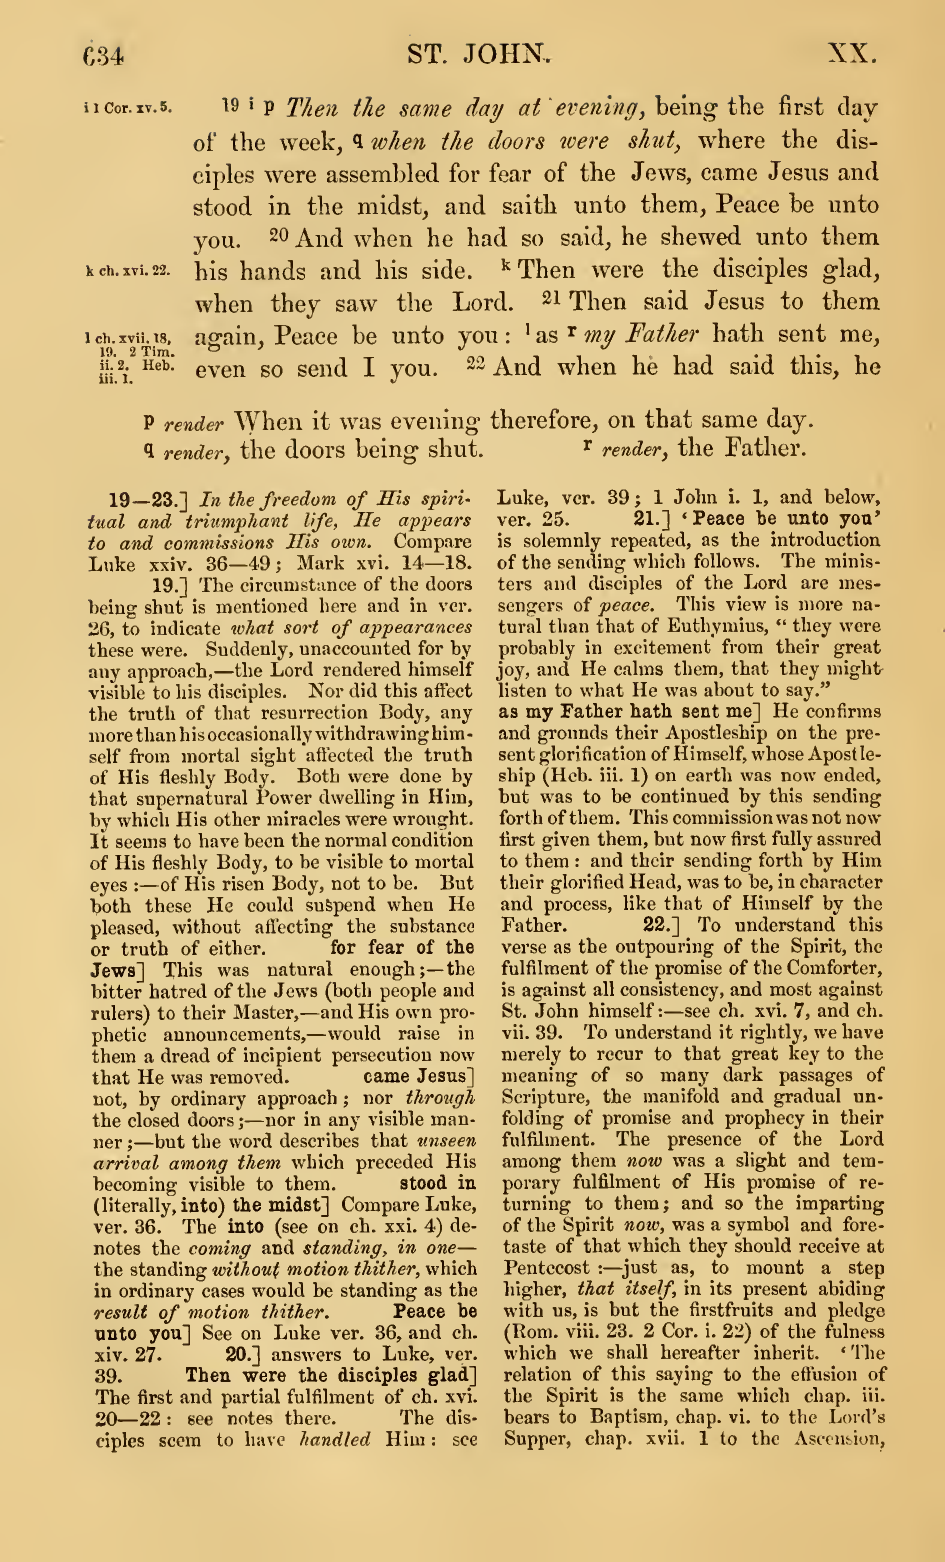 634 ST. JOHN. XX.
i 1 Cor. xv. 5.
19 i p Then the same day at evening, being the first day
of the week, q when the doors were shut, where the dis-
ciples were assembled for fear of the Jews, came Jesus and
stood in the midst, and saith unto them, Peace be unto
you. 20 And when he had so said, he shewed unto them
k ch. xvi. 22.
his hands and his side. k Then were the disciples glad,
when they saw the Lord. 21 Then said Jesus to them
l ch. xvii. 18,
19. 2 Tim.
ii. 2. Heb.
iii. 1.
again, Peace be unto you : l as r my Father hath sent me,
even so send I you. 22 And when he had said this, he
p render When it was evening therefore, on that same day.
q render, the doors being shut. r render, the Father.
19—23.] In the freedom of His spiri-
tual and triumphant life, He appears
to and commissions His own. Compare
Luke xxiv. 36—49; Mark xvi. 14—18.
19.] The circumstance of the doors
being shut is mentioned here and in ver.
26, to indicate what sort of appearances
these were. Suddenly, unaccounted for by
any approach,—the Lord rendered himself
visible to his disciples. Nor did this affect
the truth of that resurrection Body, any
more than his occasionally withdrawing him-
self from mortal sight affected the truth
of His fleshly Body. Both were done by
that supernatural Power dwelling in Him,
by which His other miracles were wrought.
It seems to have been the normal condition
of His fleshly Body, to be visible to mortal
eyes :—of His risen Body, not to be. But
both these He could suspend when He
pleased, without affecting the substance
or truth of either. for fear of the
Jews] This was natural enough;—the
bitter hatred of the Jews (both people and
rulers) to their Master,—and His own pro-
phetic announcements,—would raise in
them a dread of incipient persecution now
that He was removed. came Jesus]
not, by ordinary approach; nor through
the closed doors;—nor in any visible man-
ner;—but the word describes that unseen
arrival among them which preceded His
becoming visible to them. stood in
(literally, into) the midst] Compare Luke,
ver. 36. The into (see on ch. xxi. 4) de-
notes the coming and standing, in one—
the standing without motion thither, which
in ordinary cases would be standing as the
result of motion thither. Peace be
unto you] See on Luke ver. 36, and ch.
xiv. 27. 20.] answers to Luke, ver.
39. Then were the disciples glad]
The first and partial fulfilment of ch. xvi.
20—22 : see notes there. The dis-
ciples seem to have handled Him : see
Luke, ver. 39; 1 John i. 1, and below,
ver. 25. 21.] ‘Peace be unto you’
is solemnly repeated, as the introduction
of the sending which follows. The minis-
ters and disciples of the Lord are mes-
sengers of peace. This view is more na-
tural than that of Euthymius, “ they were
probably in excitement from their great
joy, and He calms them, that they might
listen to what He was about to say.”
as my Father hath sent me] He confirms
and grounds their Apostleship on the pre-
sent glorification of Himself, whose Apostle-
ship (Heb. iii. 1) on earth was now ended,
but was to be continued by this sending
forth of them. This commission was not now
first given them, but now first fully assured
to them : and their sending forth by Him
their glorified Head, was to be, in character
and process, like that of Himself by the
Father. 22.] To understand this
verse as the outpouring of the Spirit, the
fulfilment of the promise of the Comforter,
is against all consistency, and most against
St. John himself:—see ch. xvi. 7, and ch.
vii. 39. To understand it rightly, we have
merely to recur to that great key to the
meaning of so many dark passages of
Scripture, the manifold and gradual un-
folding of promise and prophecy in their
fulfilment. The presence of the Lord
among them now was a slight and tem-
porary fulfilment of His promise of re-
turning to them; and so the imparting
of the Spirit now, was a symbol and fore-
taste of that which they should receive at
Pentecost :—just as, to mount a step
higher, that itself, in its present abiding
with us, is but the firstfruits and pledge
(Rom. viii. 23. 2 Cor. i. 22) of the fulness
which we shall hereafter inherit. ‘The
relation of this saying to the effusion of
the Spirit is the same which chap. iii.
bears to Baptism, chap. vi. to the Lord's
Supper, chap. xvii. 1 to the Ascension,